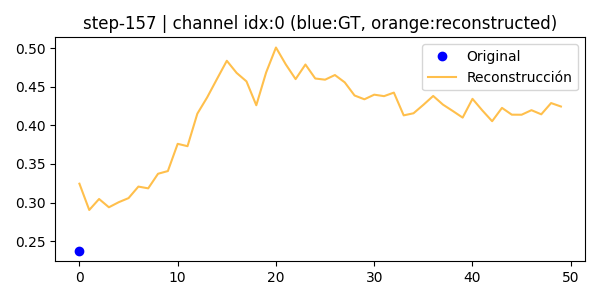 step-157 | channel idx:0 (blue:GT, orange:reconstructed)
Original
Reconstrucción
0.50
0.45
0.40
0.35
0.30
0.25
0 10 20 30 40 50